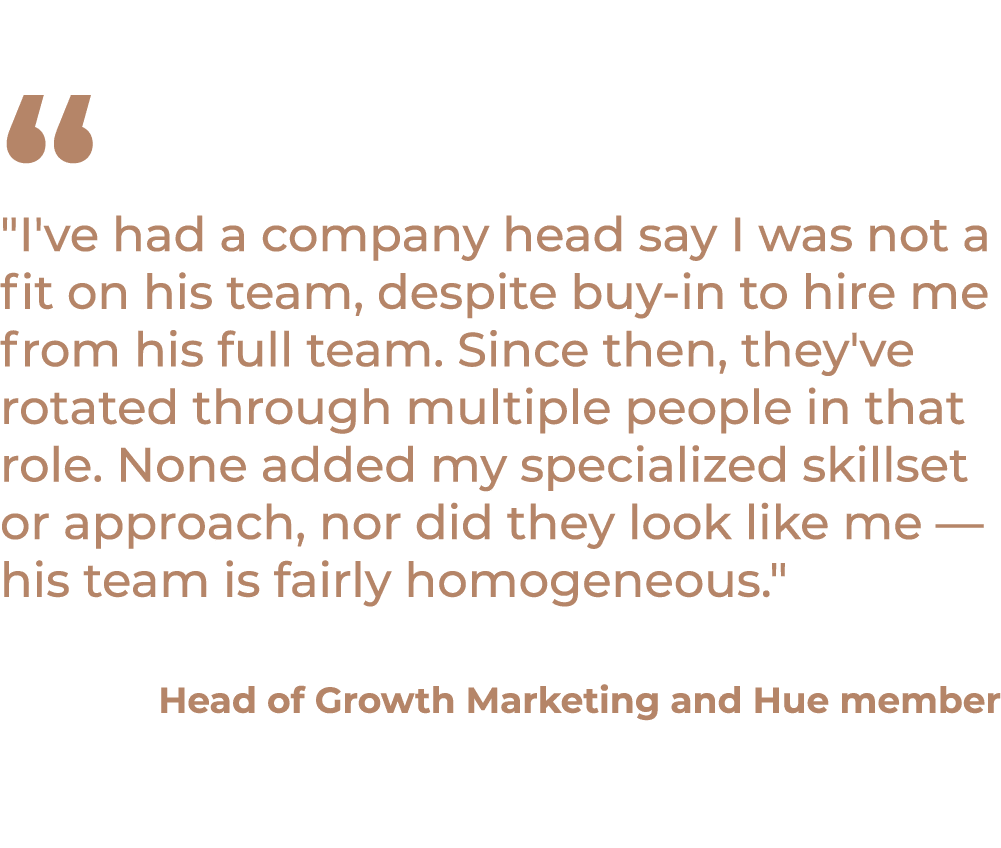 “
"I've had a company head say I was not a
fit on his team, despite buy-in to hire me
from his full team. Since then, they've
rotated through multiple people in that
role. None added my specialized skillset
or approach, nor did they look like me —
his team is fairly homogeneous."
Head of Growth Marketing and Hue member